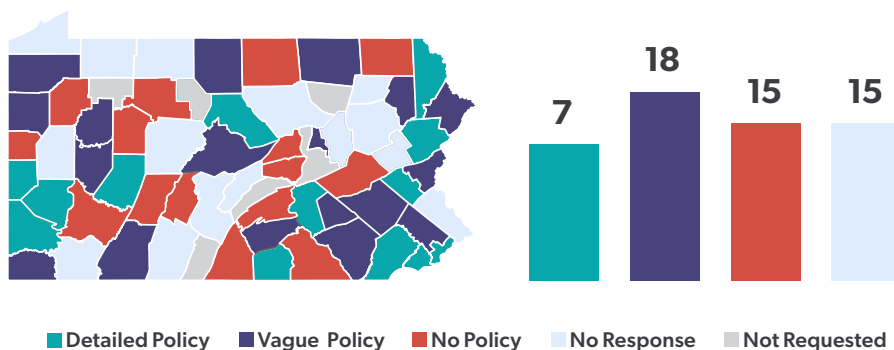 7
18
15
15
Detailed Policy
Vague Policy
No Policy
No Response
Not Requested